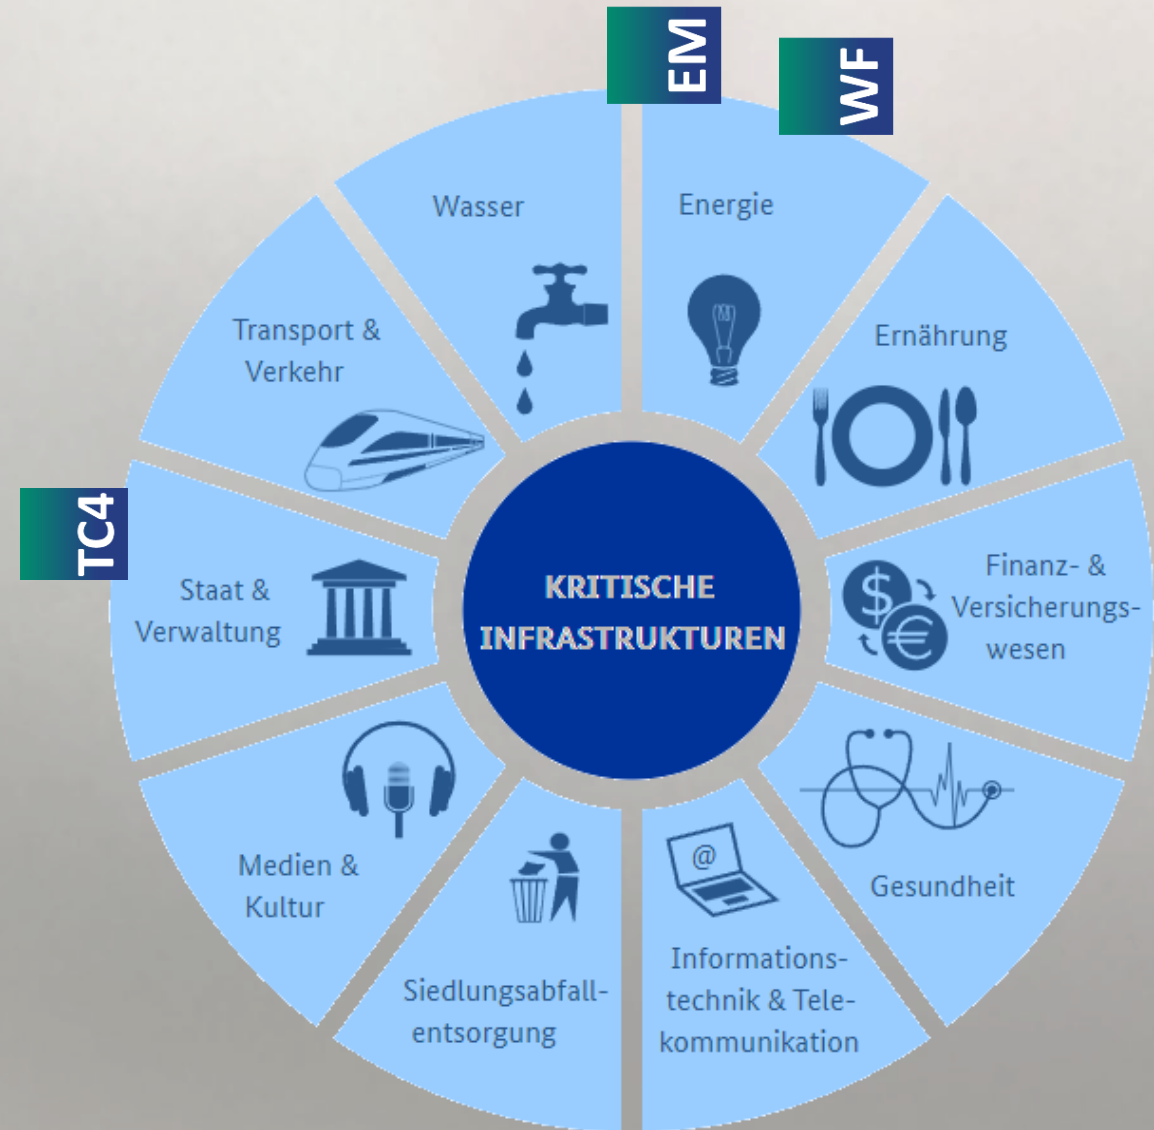 EM
WF
Wasser
Energie
Transport &
Verkehr
Ernährung
TC4
Staat &
Verwaltung
KRITISCHE
INFRASTRUKTUREN
$
€
Finanz- &
Versicherungs-
wesen
Medien &
Kultur
@
Gesundheit
Siedlungsabfall-
entsorgung
Informations-
technik & Tele-
kommunikation